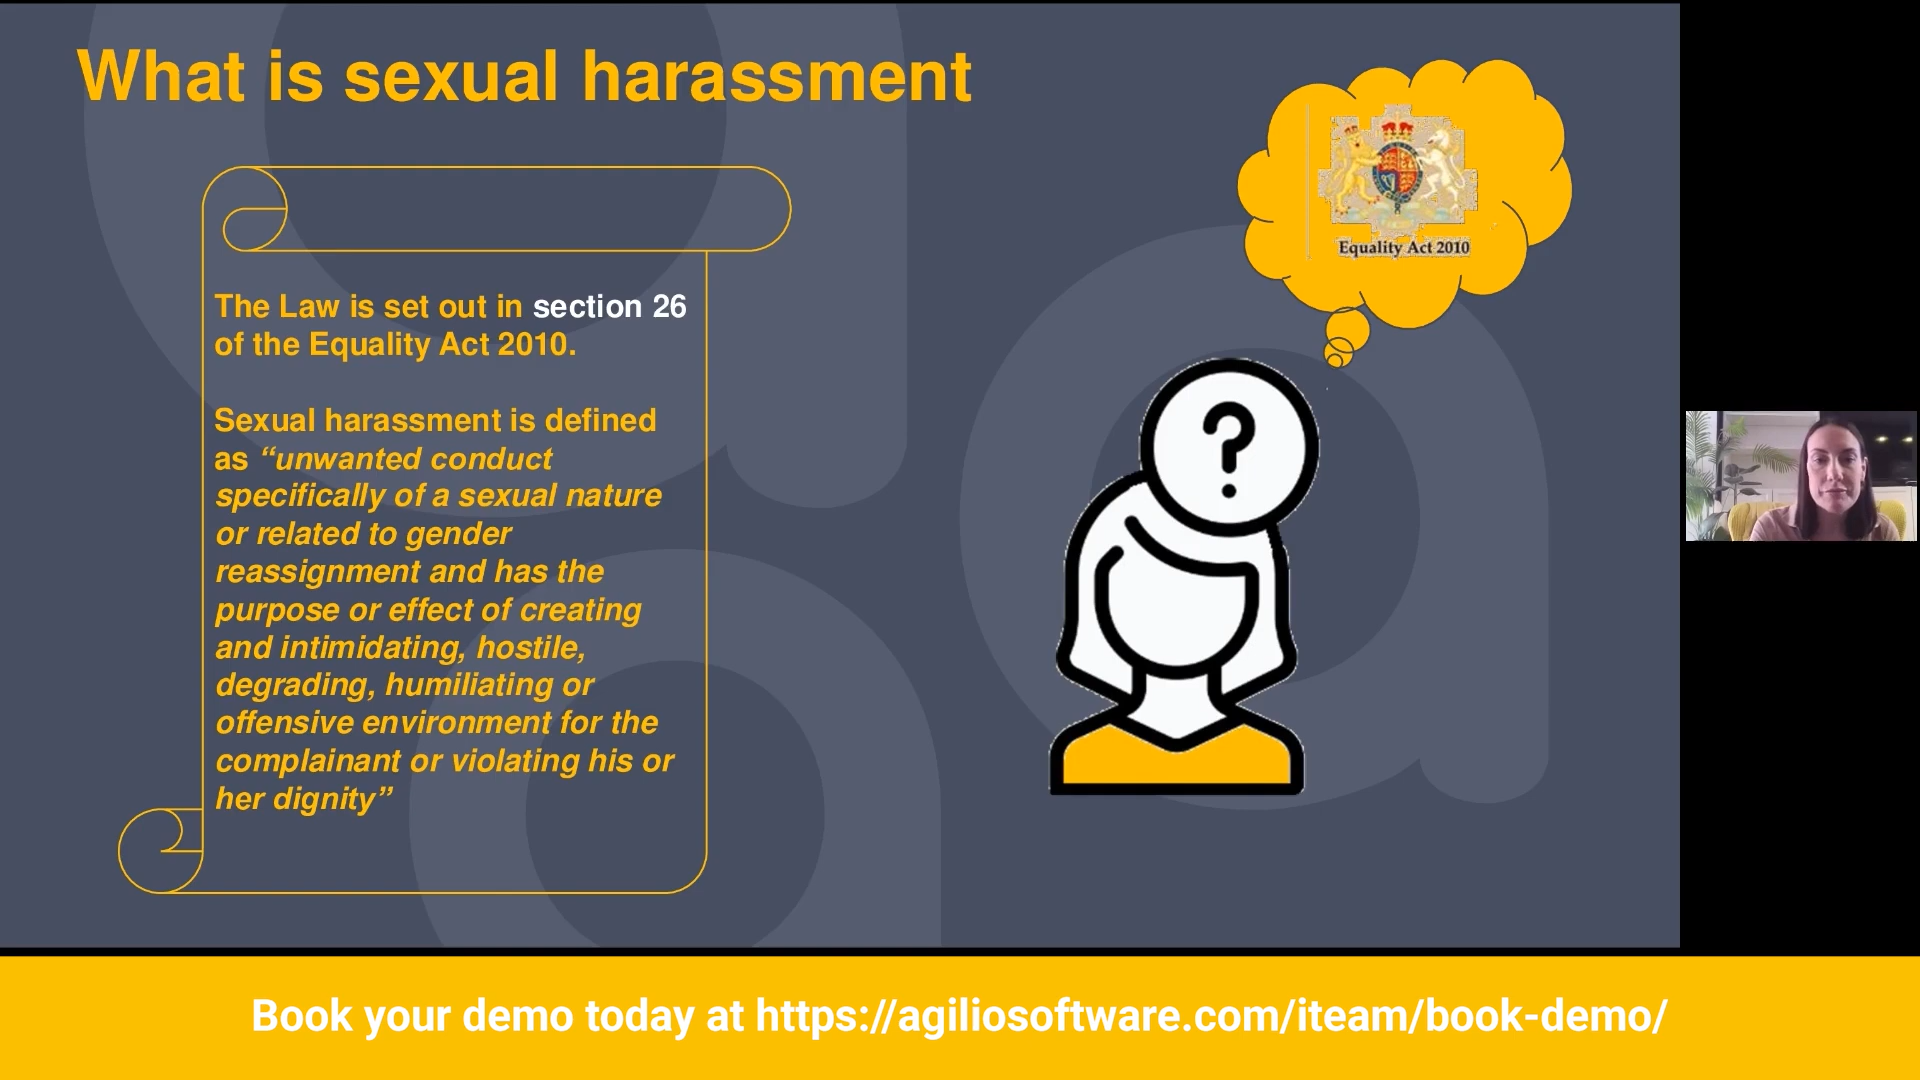 What is sexual harassment
Equality Act 2010
The Law is set out in section 26
of the Equality Act 2010.
Sexual harassment is defined
as “unwanted conduct
specifically of a sexual nature
or related to gender
reassignment and has the
purpose or effect of creating
and intimidating, hostile,
degrading, humiliating or
offensive environment for the
complainant or violating his or
her dignity”
?
Book your demo today at https://agiliosoftware.com/iteam/book-demo/